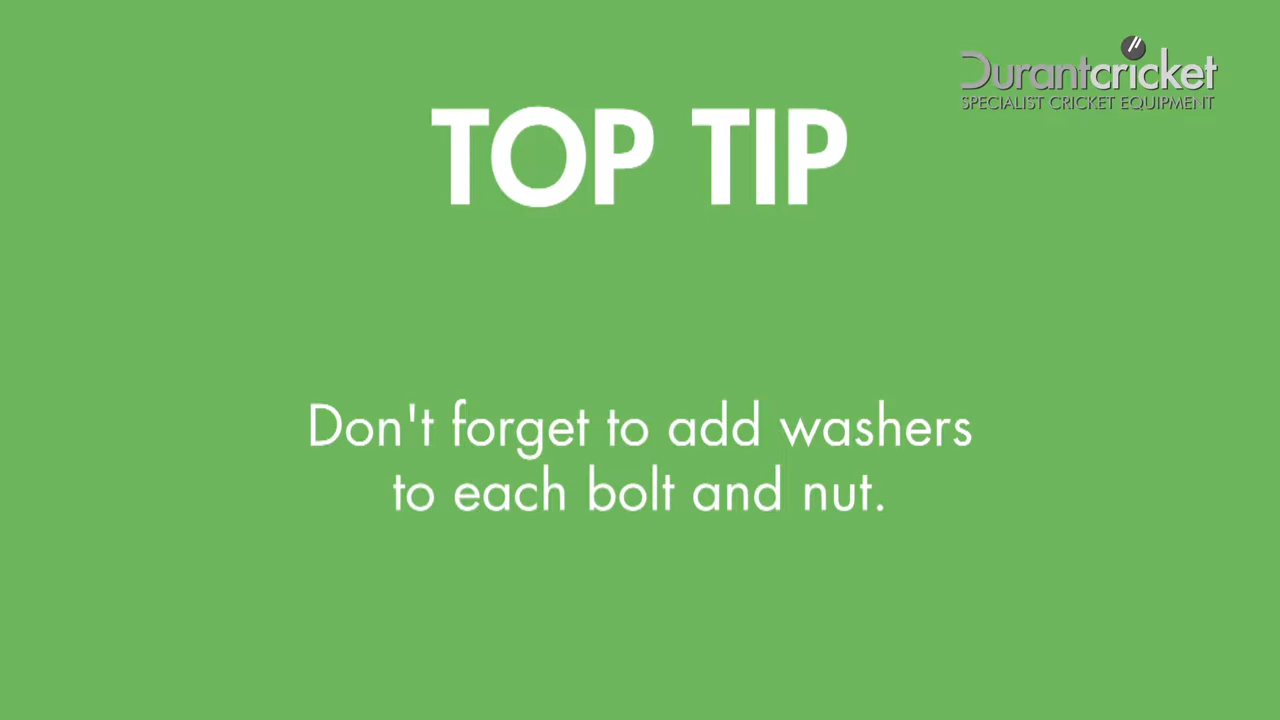 Durantcricket
SPECIALIST CRICKET EQUIPMENT
TOP TIP
Don't forget to add washers
to each bolt and nut.